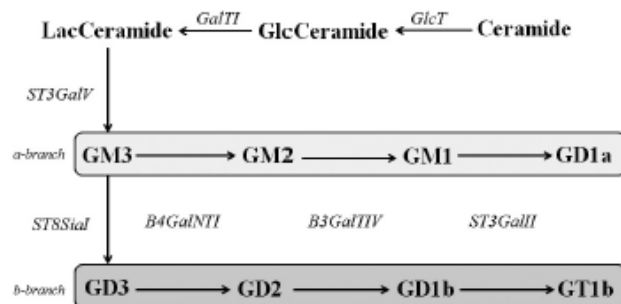 LacCeramide GalTI GlcCeramide GlcT Ceramide
ST3GalV
a-branch GM3 GM2 GM1 GD1a
ST8SiaI B4GalNTI B3GalTIV ST3GalII
b-branch GD3 GD2 GD1b GT1b